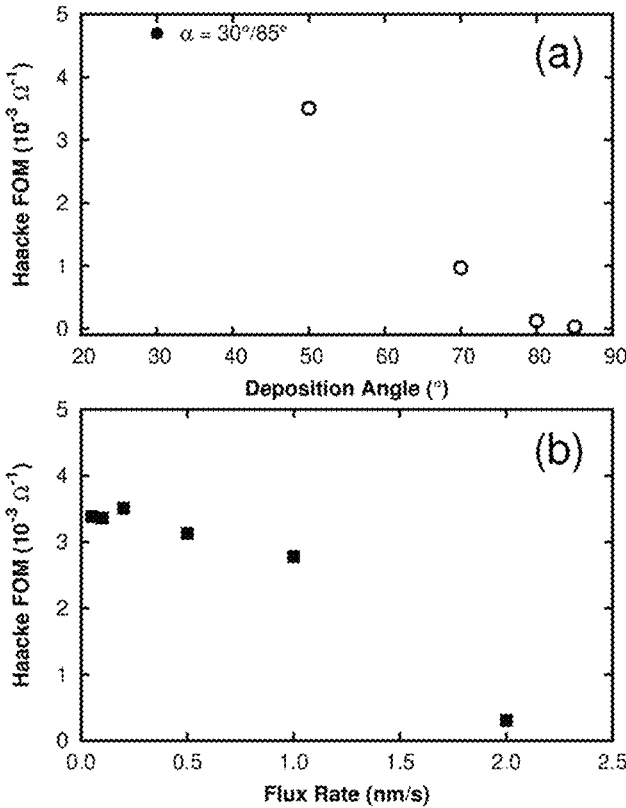 5
4
3
2
1
0
Haacke FOM (10⁻³ Ω⁻¹)
α = 30°/85°
(a)
20 30 40 50 60 70 80 90
Deposition Angle (°)
5
4
3
2
1
0
Haacke FOM (10⁻³ Ω⁻¹)
(b)
0.0 0.5 1.0 1.5 2.0 2.5
Flux Rate (nm/s)